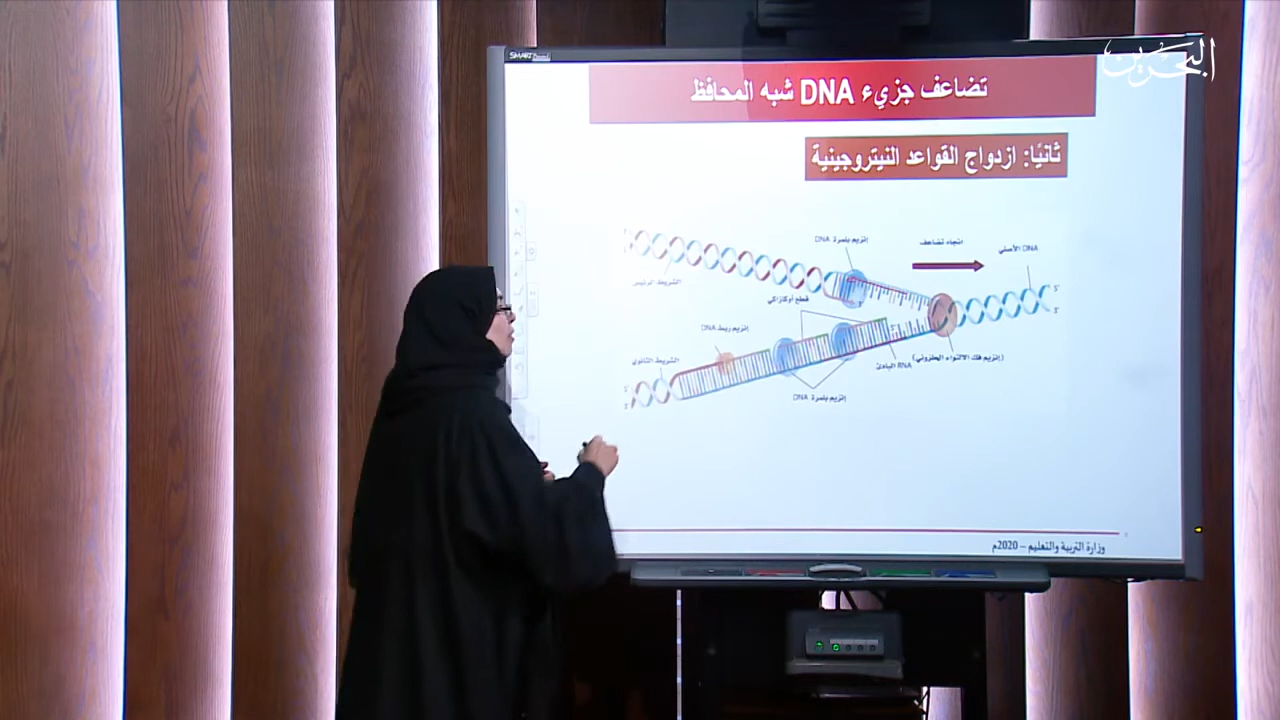 البحرين
SMART
تضاعف جزيء DNA شبه المحافظ
ثانيًا: ازدواج القواعد النيتروجينية
DNA الأصلي
اتجاه تضاعف
إنزيم بلمرة DNA
الشريط الرئيس
قطع أوكازاكي
إنزيم ربط DNA
الشريط الثانوي
(إنزيم فك الالتواء الحلزوني)
RNA البادئ
إنزيم بلمرة DNA
وزارة التربية والتعليم – 2020م